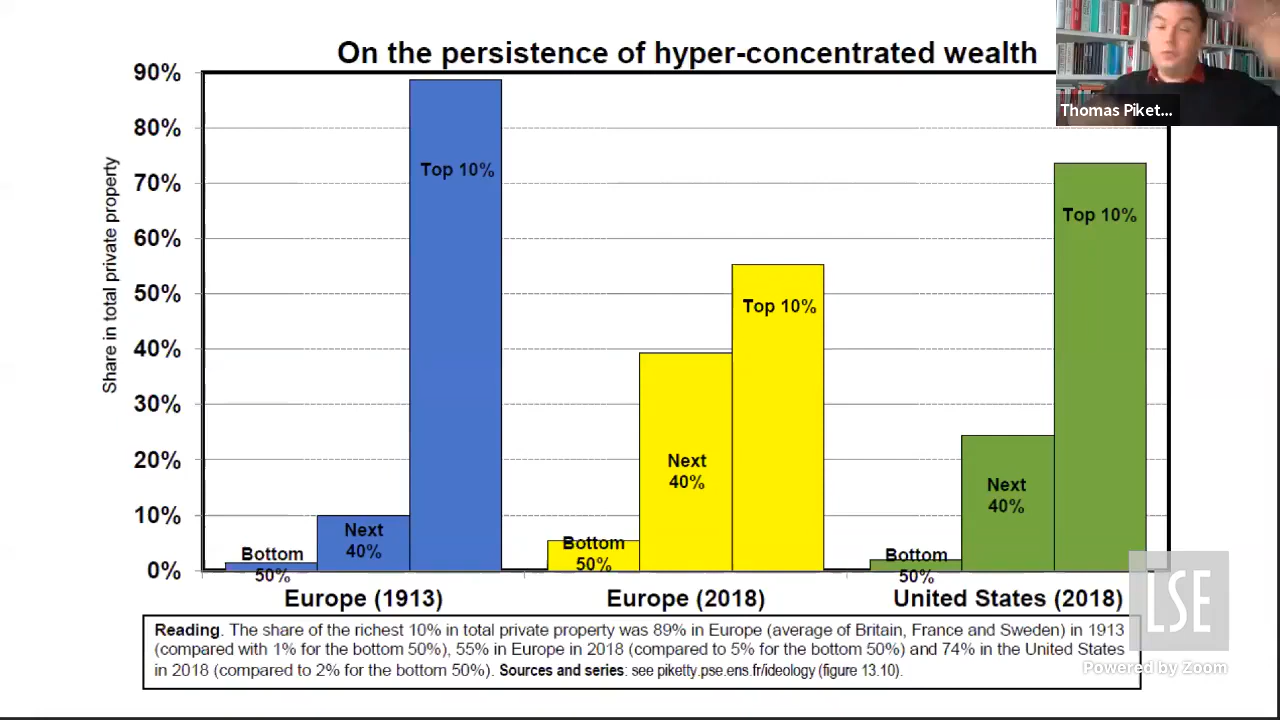 On the persistence of hyper-concentrated wealth
Thomas Piket...
90%
80%
70%
60%
50%
40%
30%
20%
10%
0%
Share in total private property
Bottom
50%
Next
40%
Top 10%
Bottom
50%
Next
40%
Top 10%
Bottom
50%
Next
40%
Top 10%
Europe (1913)
Europe (2018)
United States (2018)
Reading. The share of the richest 10% in total private property was 89% in Europe (average of Britain, France and Sweden) in 1913
(compared with 1% for the bottom 50%), 55% in Europe in 2018 (compared to 5% for the bottom 50%) and 74% in the United States
in 2018 (compared to 2% for the bottom 50%). Sources and series: see piketty.pse.ens.fr/ideology (figure 13.10).
LSE
Powered by Zoom